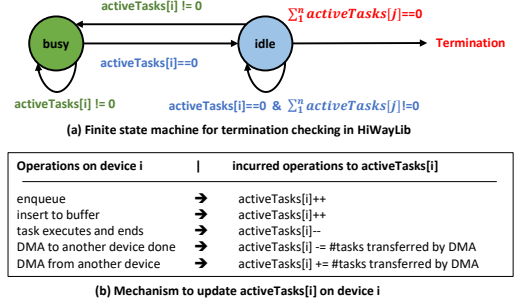 activeTasks[i] != 0
∑₁ⁿ activeTasks[j]==0
busy
idle
Termination
activeTasks[i]==0
activeTasks[i] != 0
activeTasks[i]==0 & ∑₁ⁿ activeTasks[j]!=0
(a) Finite state machine for termination checking in HiWayLib
Operations on device i | incurred operations to activeTasks[i]
enqueue ➔ activeTasks[i]++
insert to buffer ➔ activeTasks[i]++
task executes and ends ➔ activeTasks[i]--
DMA to another device done ➔ activeTasks[i] -= #tasks transferred by DMA
DMA from another device ➔ activeTasks[i] += #tasks transferred by DMA
(b) Mechanism to update activeTasks[i] on device i